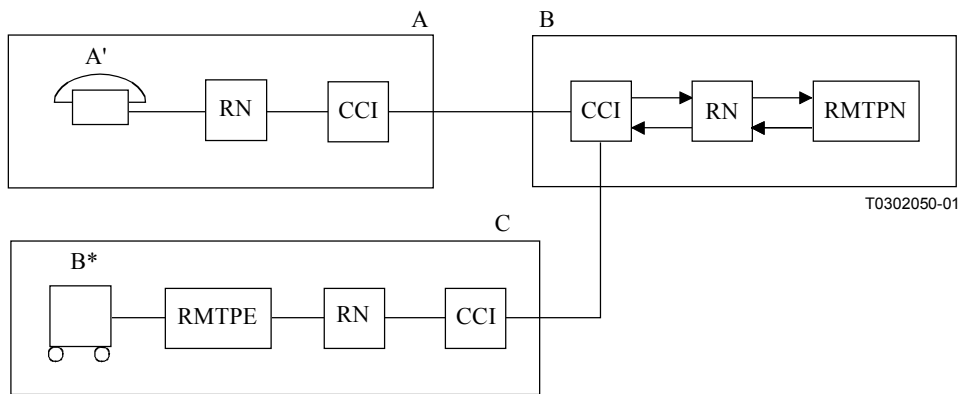 A B
A'
RN CCI
CCI RN RMTPN
T0302050-01
C
B*
RMTPE RN CCI